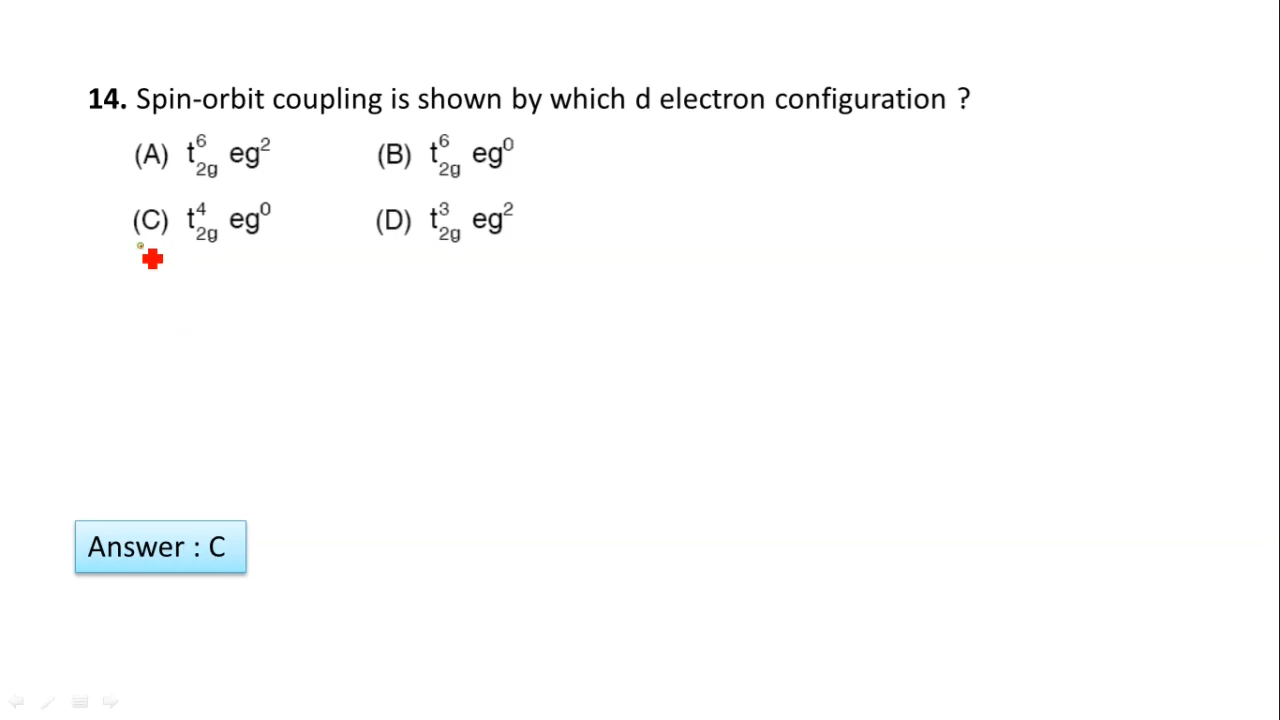 14. Spin-orbit coupling is shown by which d electron configuration ?
(A) t⁶₂g eg² (B) t⁶₂g eg⁰
(C) t⁴₂g eg⁰ (D) t³₂g eg²
Answer : C